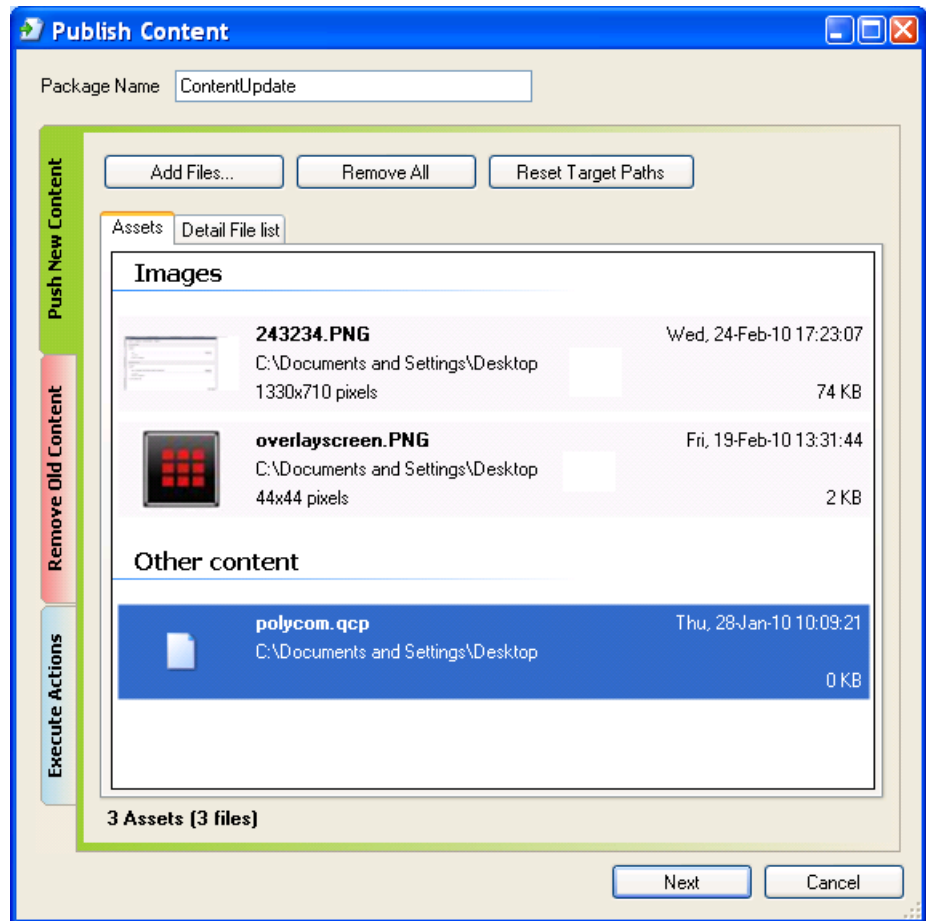 Publish Content
Package Name ContentUpdate
Push New Content
Remove Old Content
Execute Actions
Add Files... Remove All Reset Target Paths
Assets Detail File list
Images
243234.PNG Wed, 24-Feb-10 17:23:07
C:\Documents and Settings\Desktop
1330x710 pixels 74 KB
overlayscreen.PNG Fri, 19-Feb-10 13:31:44
C:\Documents and Settings\Desktop
44x44 pixels 2 KB
Other content
polycom.qcp Thu, 28-Jan-10 10:09:21
C:\Documents and Settings\Desktop
0 KB
3 Assets (3 files)
Next Cancel